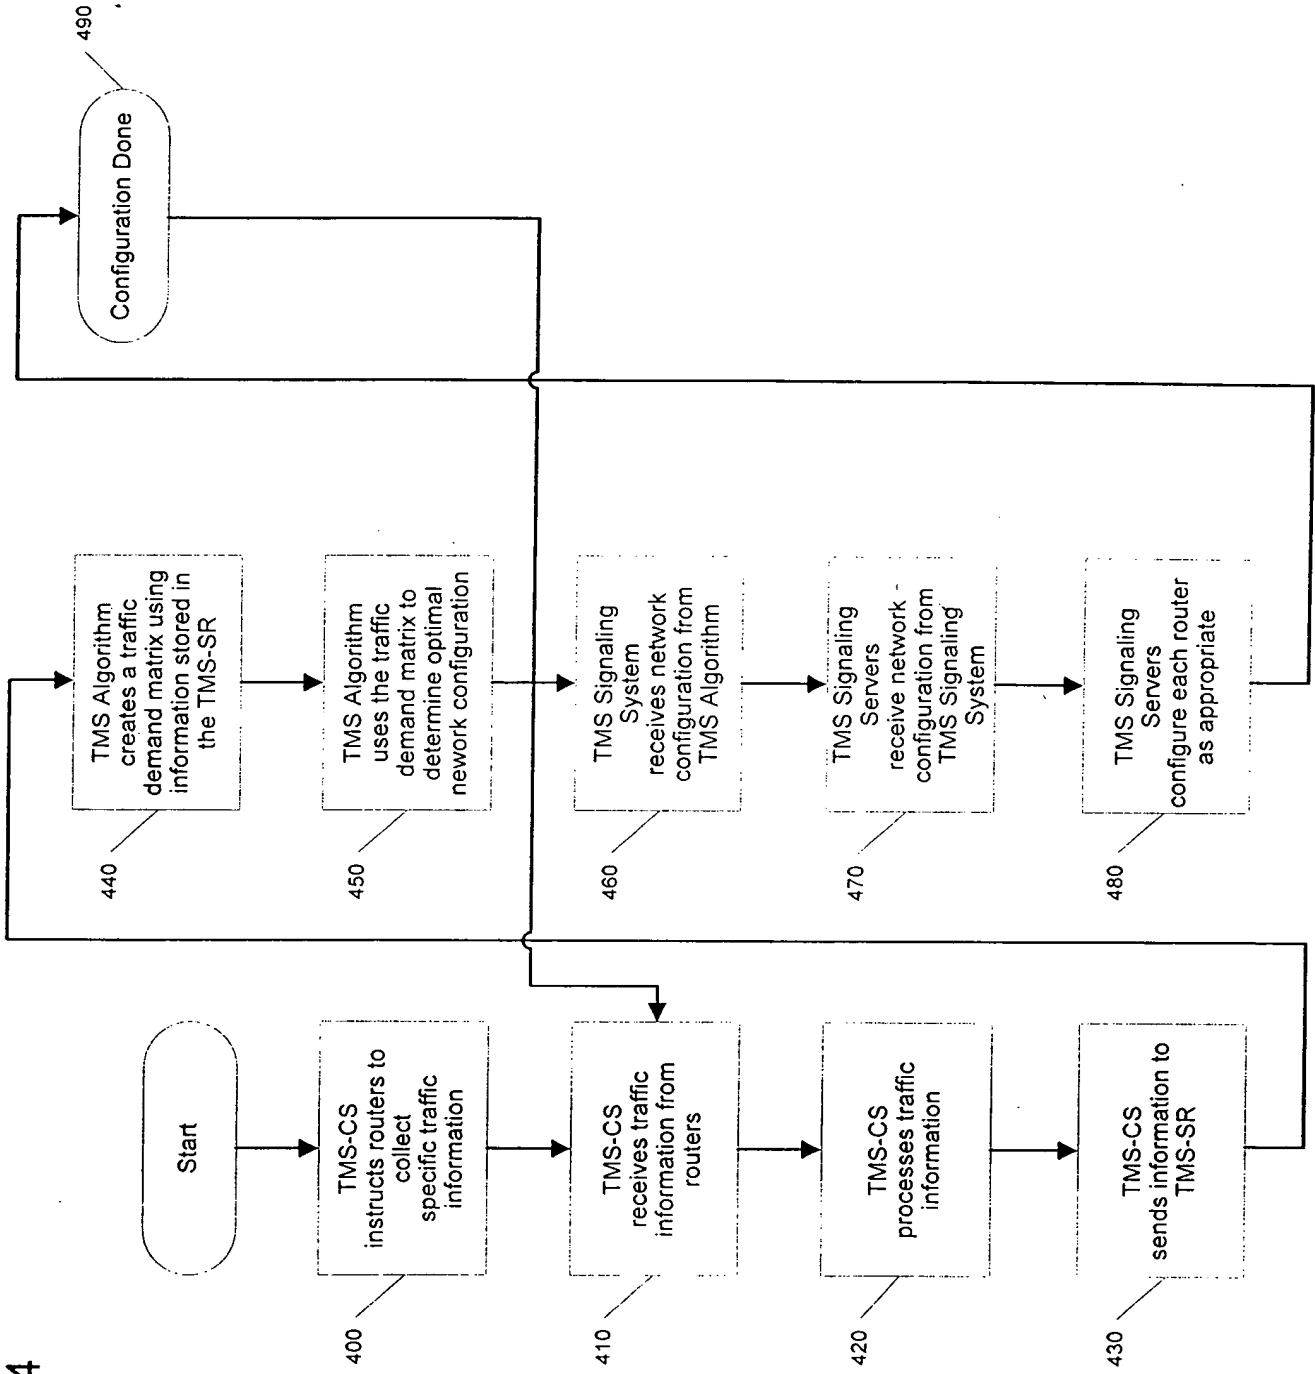 4
Start
TMS-CS
instructs routers to
collect
specific traffic
information
400
TMS-CS
receives traffic
information from
routers
410
TMS-CS
processes traffic
information
420
TMS-CS
sends information to
TMS-SR
430
TMS Algorithm
creates a traffic
demand matrix using
information stored in
the TMS-SR
440
TMS Algorithm
uses the traffic
demand matrix to
determine optimal
nework configuration
450
TMS Signaling
System
receives network
configuration from
TMS Algorithm
460
TMS Signaling
Servers
receive network -
configuration from
TMS Signaling
System
470
TMS Signaling
Servers
configure each router
as appropriate
480
Configuration Done
490